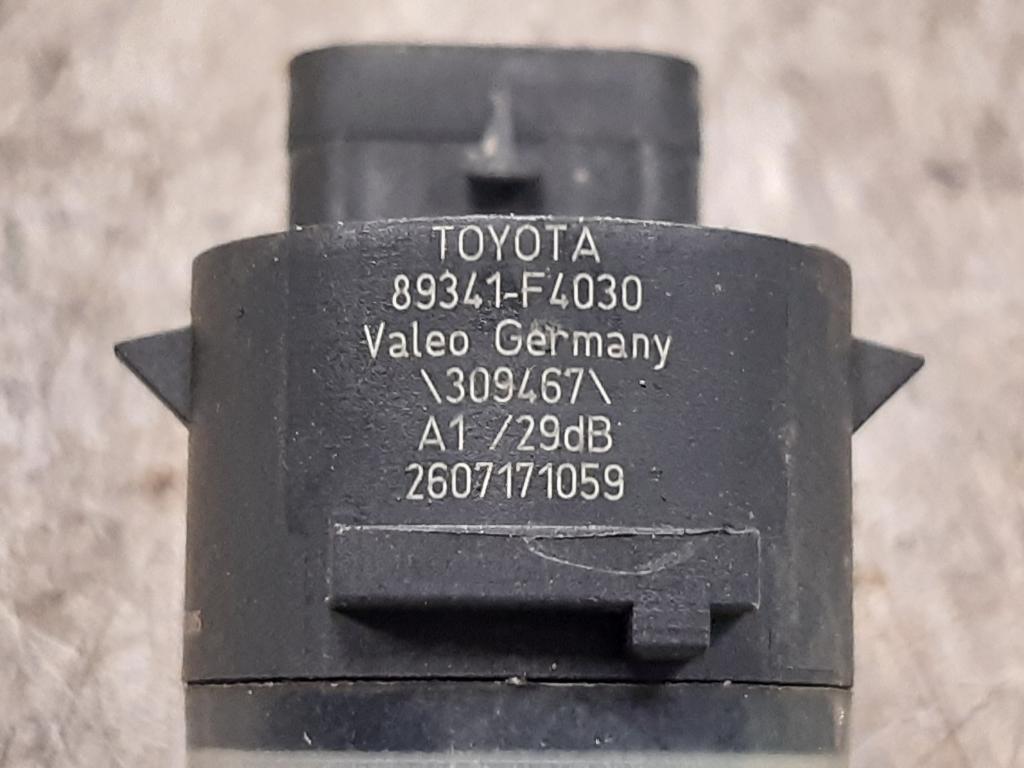 TOYOTA
89341-F4030
Valeo Germany
\309467\
A1 /29dB
2607171059